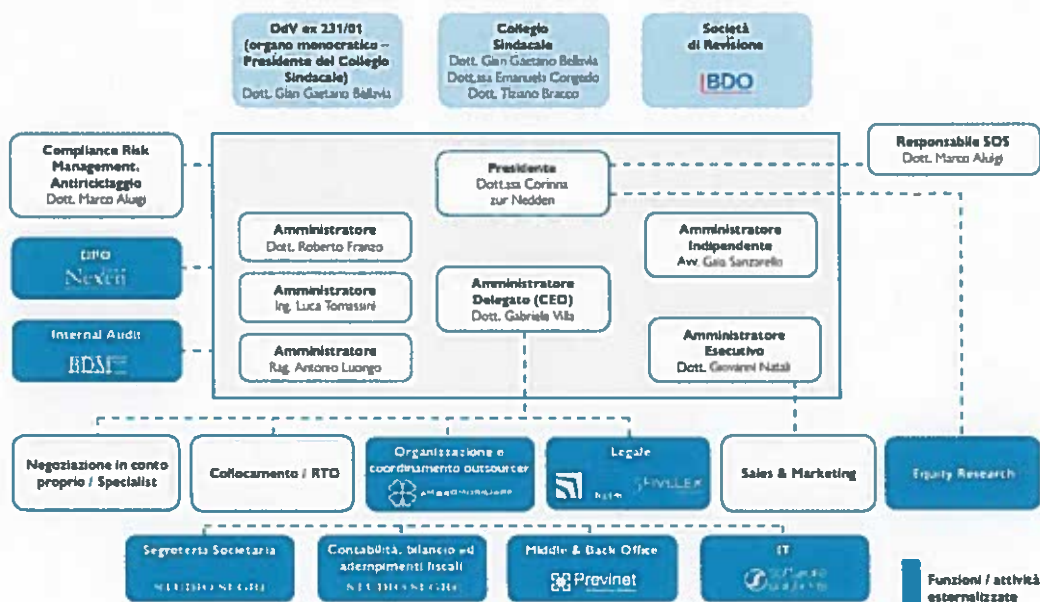 OdV ex 231/01
(organo monocratico –
Presidente del Collegio
Sindacale)
Dott. Gian Gaetano Bellavia
Collegio
Sindacale
Dott. Gian Gaetano Bellavia
Dott.ssa Emanuela Congedo
Dott. Tiziano Bracco
Società
di Revisione
BDO
Compliance Risk
Management,
Antiriciclaggio
Dott. Marco Aluigi
Presidente
Dott.ssa Corinna
zur Nedden
Responsabile SOS
Dott. Marco Aluigi
Nexen
Internal Audit
Amministratore
Dott. Roberto Franzo
Amministratore
Ing. Luca Tomassini
Amministratore
Rag. Antonio Luongo
Amministratore
Delegato (CEO)
Dott. Gabriele Villa
Amministratore
Indipendente
Avv. Gaia Sanzarello
Amministratore
Esecutivo
Dott. Giovanni Natali
Negoziazione in conto
proprio / Specialist
Collocamento / RTO
Organizzazione e
coordinamento outsourcer
Legale
Sales & Marketing
Equity Research
Segreteria Societaria
STUDIO SEGRE
Contabilità, bilancio ed
adempimenti fiscali
STUDIO SEGRE
Middle & Back Office
Previnet
IT
Funzioni / attività
esternalizzate